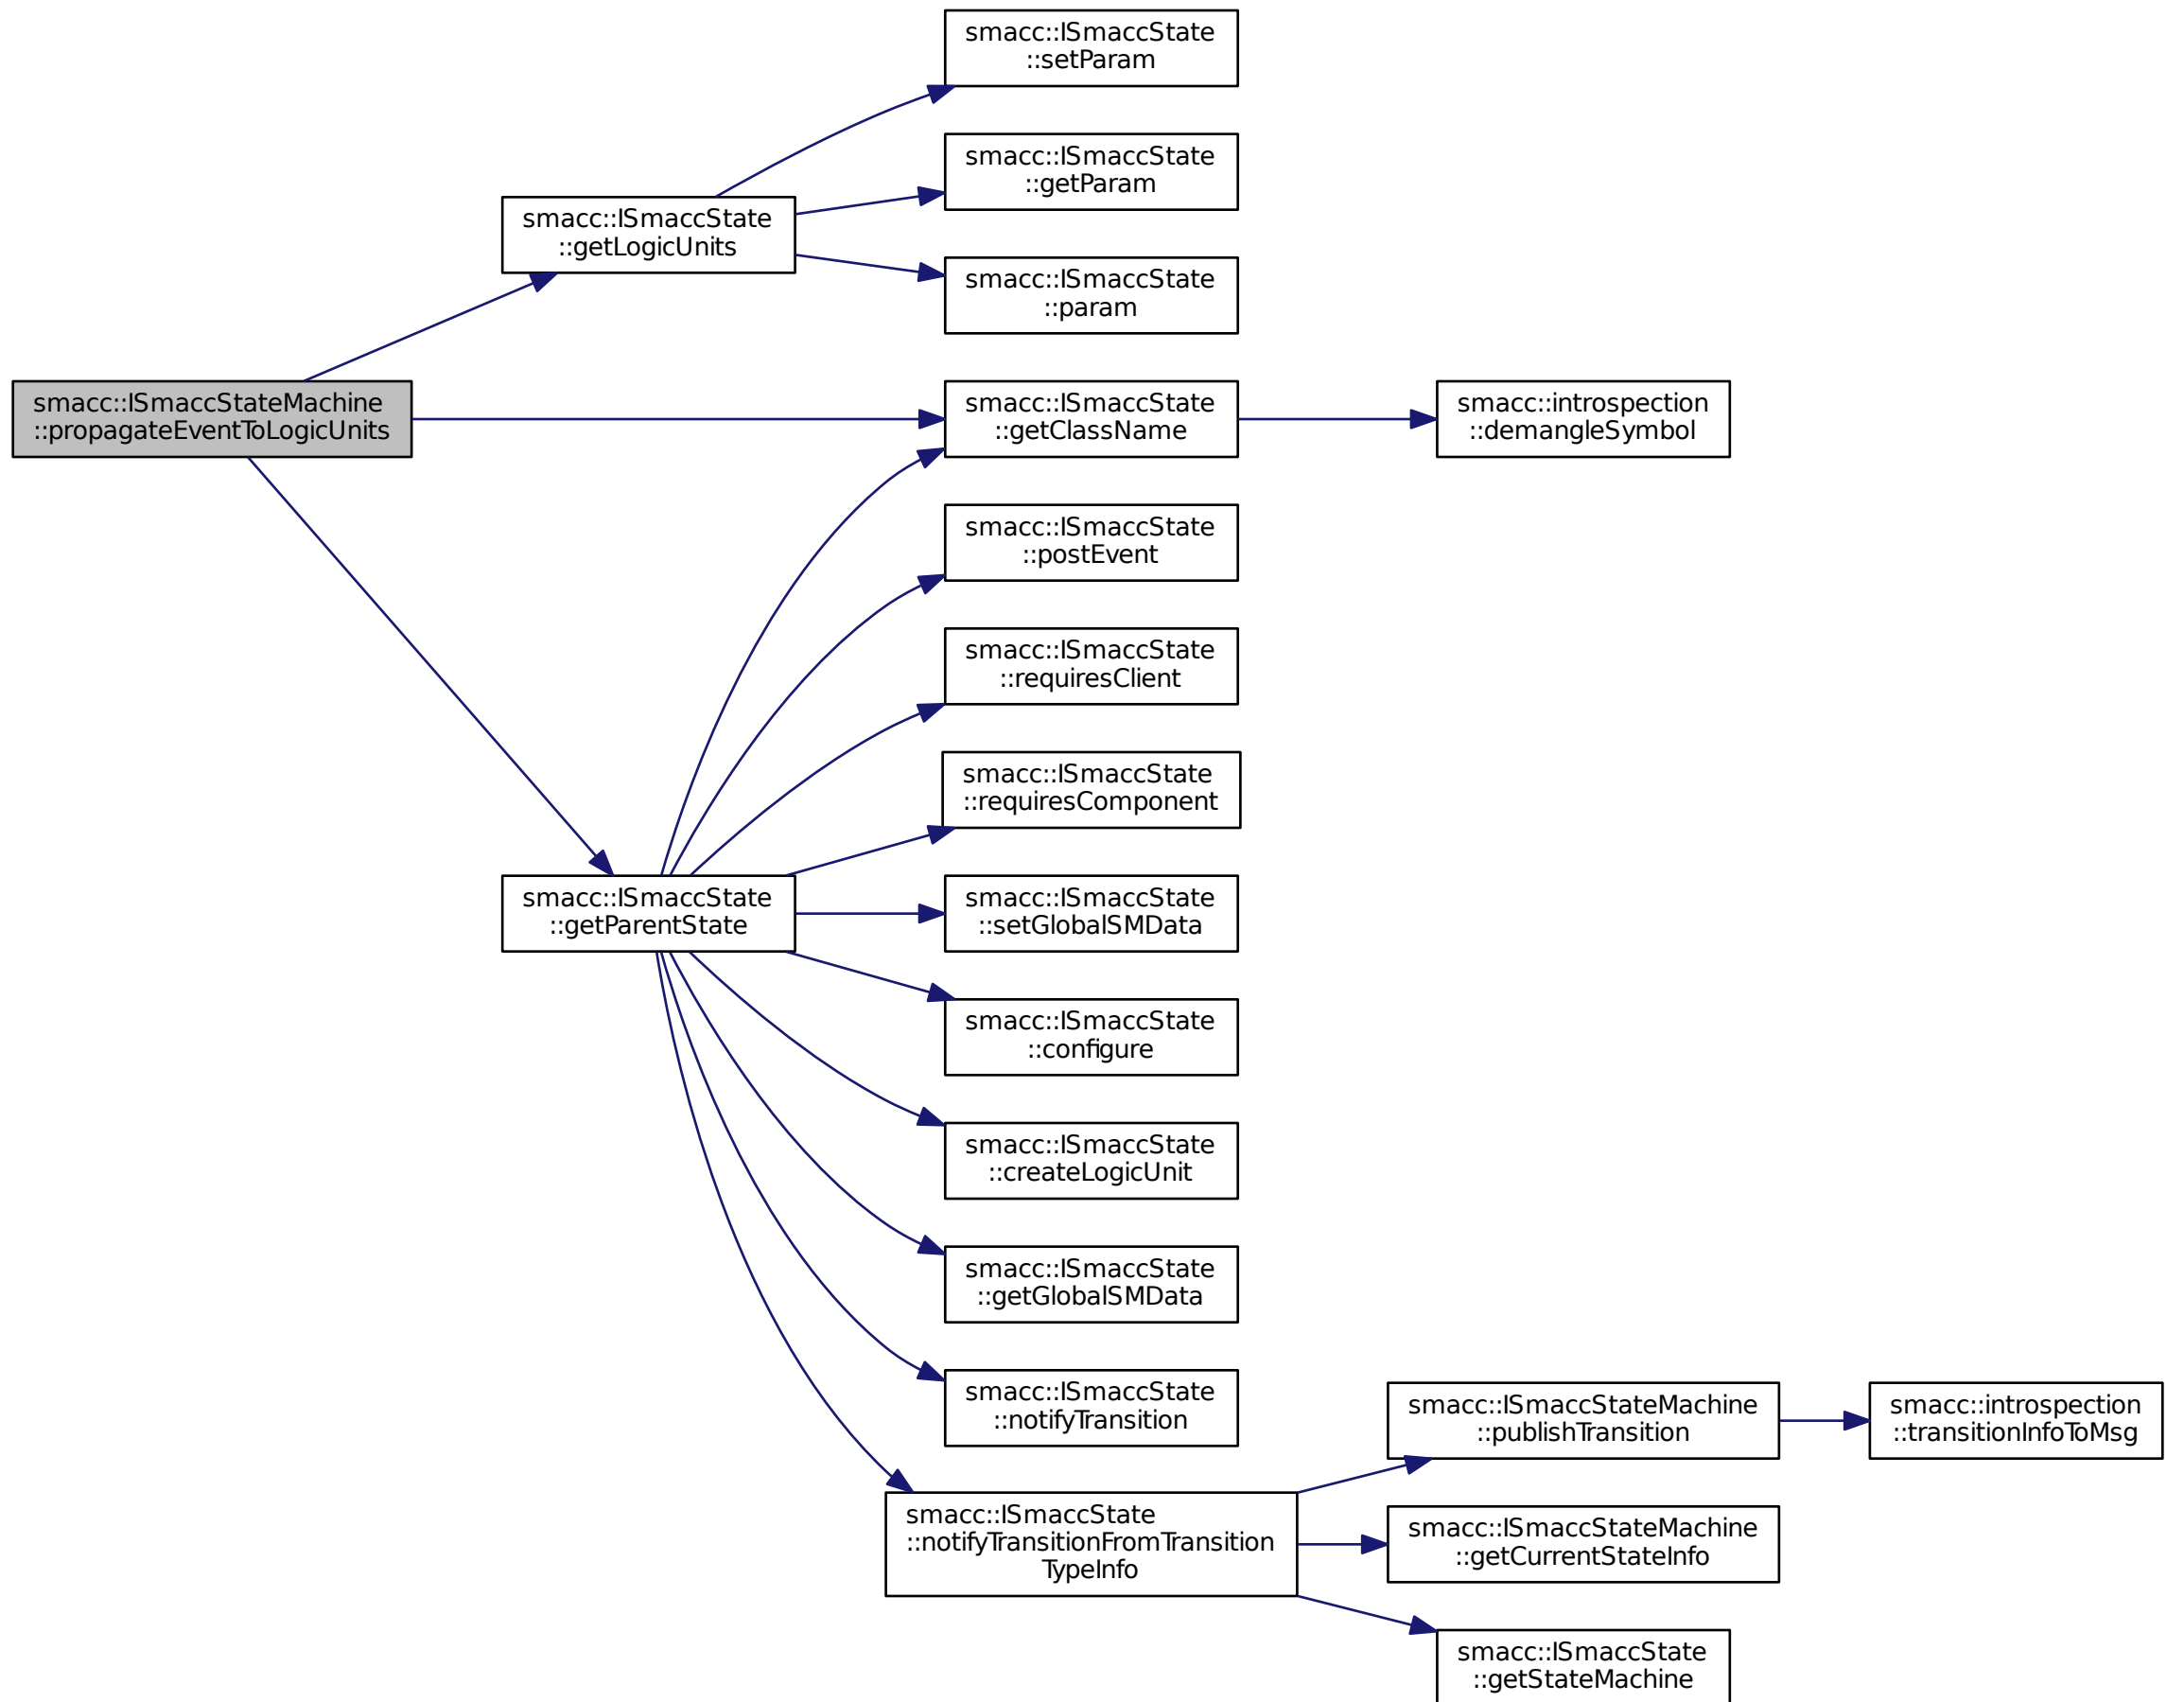 smacc::ISmaccState
::setParam
smacc::ISmaccState
::getParam
smacc::ISmaccState
::getLogicUnits
smacc::ISmaccState
::param
smacc::ISmaccStateMachine
::propagateEventToLogicUnits
smacc::ISmaccState
::getClassName
smacc::introspection
::demangleSymbol
smacc::ISmaccState
::postEvent
smacc::ISmaccState
::requiresClient
smacc::ISmaccState
::requiresComponent
smacc::ISmaccState
::getParentState
smacc::ISmaccState
::setGlobalSMData
smacc::ISmaccState
::configure
smacc::ISmaccState
::createLogicUnit
smacc::ISmaccState
::getGlobalSMData
smacc::ISmaccState
::notifyTransition
smacc::ISmaccState
::notifyTransitionFromTransition
TypeInfo
smacc::ISmaccStateMachine
::publishTransition
smacc::introspection
::transitionInfoToMsg
smacc::ISmaccStateMachine
::getCurrentStateInfo
smacc::ISmaccState
::getStateMachine